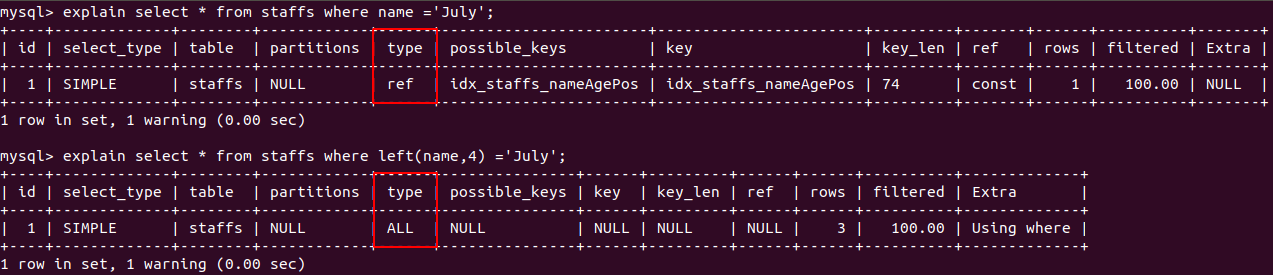 mysql> explain select * from staffs where name ='July';
+----+-------------+--------+------------+------+----------------------+----------------------+---------+-------+------+----------+-------+
| id | select_type | table  | partitions | type | possible_keys        | key                  | key_len | ref   | rows | filtered | Extra |
+----+-------------+--------+------------+------+----------------------+----------------------+---------+-------+------+----------+-------+
|  1 | SIMPLE      | staffs | NULL       | ref  | idx_staffs_nameAgePos | idx_staffs_nameAgePos | 74      | const |    1 |   100.00 | NULL  |
+----+-------------+--------+------------+------+----------------------+----------------------+---------+-------+------+----------+-------+
1 row in set, 1 warning (0.00 sec)
mysql> explain select * from staffs where left(name,4) ='July';
+----+-------------+--------+------------+------+---------------+------+---------+------+------+----------+-------------+
| id | select_type | table  | partitions | type | possible_keys | key  | key_len | ref  | rows | filtered | Extra       |
+----+-------------+--------+------------+------+---------------+------+---------+------+------+----------+-------------+
|  1 | SIMPLE      | staffs | NULL       | ALL  | NULL          | NULL | NULL    | NULL |    3 |   100.00 | Using where |
+----+-------------+--------+------------+------+---------------+------+---------+------+------+----------+-------------+
1 row in set, 1 warning (0.00 sec)